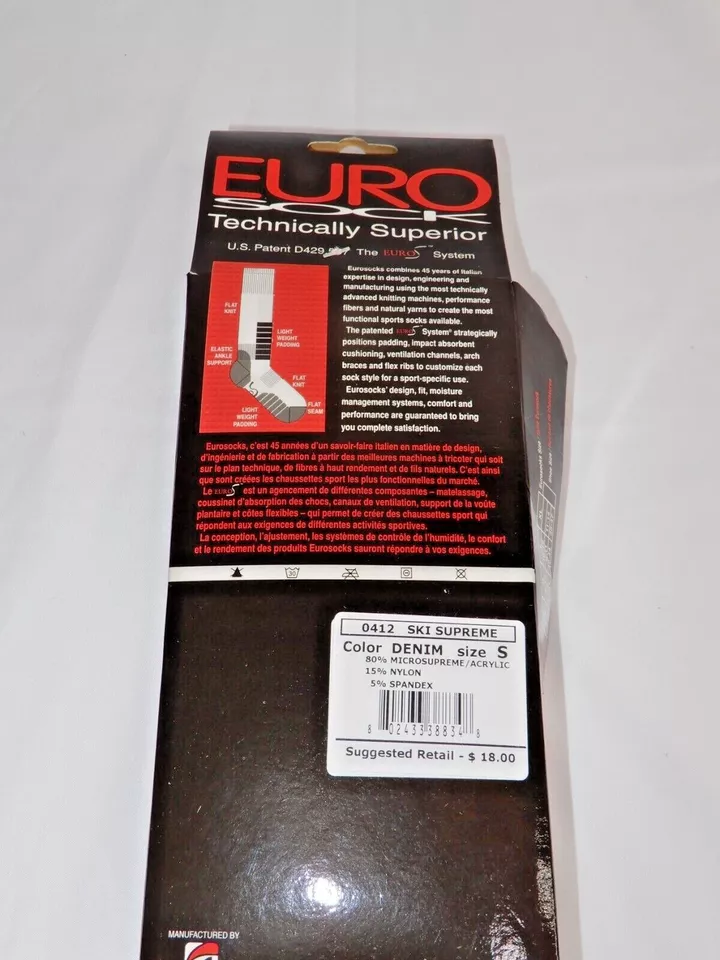 EURO
SOCK
Technically Superior
U.S. Patent D429 The EURO S System
Eurosocks combines 45 years of Italian
expertise in design, engineering and
manufacturing using the most technically
advanced knitting machines, performance
fibers and natural yarns to create the most
functional sports socks available.
The patented EURO S System® strategically
positions padding, impact absorbent
cushioning, ventilation channels, arch
braces and flex ribs to customize each
sock style for a sport-specific use.
Eurosocks' design, fit, moisture
management systems, comfort and
performance are guaranteed to bring
you complete satisfaction.
FLAT
KNIT
LIGHT
WEIGHT
PADDING
ELASTIC
ANKLE
SUPPORT
FLAT
KNIT
LIGHT
WEIGHT
PADDING
FLAT
SEAM
Eurosocks, c'est 45 années d'un savoir-faire italien en matière de design,
d'ingénierie et de fabrication à partir des meilleures machines à tricoter qui soit
sur le plan technique, de fibres à haut rendement et de fils naturels. C'est ainsi
que sont créées les chaussettes sport les plus fonctionnelles du marché.
Le EURO S est un agencement de différentes composantes – matelassage,
coussinet d'absorption des chocs, canaux de ventilation, support de la voûte
plantaire et côtes flexibles – qui permet de créer des chaussettes sport qui
répondent aux exigences de différentes activités sportives.
La conception, l'ajustement, les systèmes de contrôle de l'humidité, le confort
et le rendement des produits Eurosocks sauront répondre à vos exigences.
30
0412 SKI SUPREME
Color DENIM size S
80% MICROSUPREME/ACRYLIC
15% NYLON
5% SPANDEX
8 02433 38834 8
Suggested Retail - $ 18.00
MANUFACTURED BY